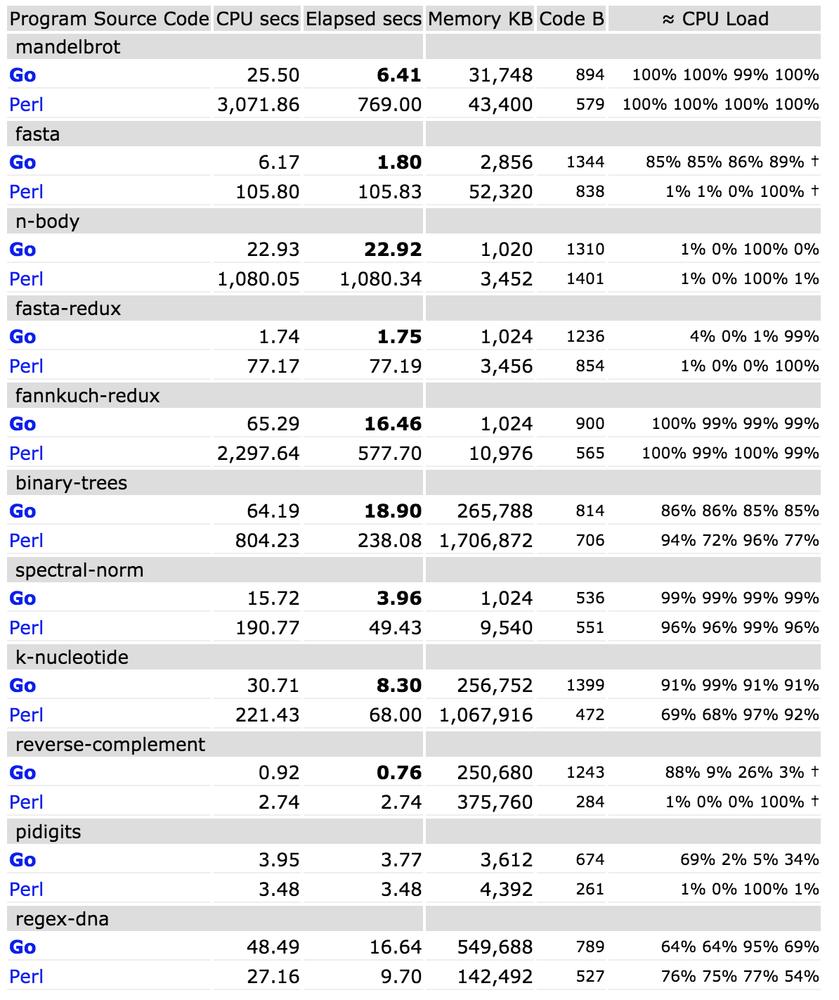 Program Source Code CPU secs Elapsed secs Memory KB Code B ≈ CPU Load
mandelbrot
Go 25.50 6.41 31,748 894 100% 100% 99% 100%
Perl 3,071.86 769.00 43,400 579 100% 100% 100% 100%
fasta
Go 6.17 1.80 2,856 1344 85% 85% 86% 89% †
Perl 105.80 105.83 52,320 838 1% 1% 0% 100% †
n-body
Go 22.93 22.92 1,020 1310 1% 0% 100% 0%
Perl 1,080.05 1,080.34 3,452 1401 1% 0% 100% 1%
fasta-redux
Go 1.74 1.75 1,024 1236 4% 0% 1% 99%
Perl 77.17 77.19 3,456 854 1% 0% 0% 100%
fannkuch-redux
Go 65.29 16.46 1,024 900 100% 99% 99% 99%
Perl 2,297.64 577.70 10,976 565 100% 99% 100% 99%
binary-trees
Go 64.19 18.90 265,788 814 86% 86% 85% 85%
Perl 804.23 238.08 1,706,872 706 94% 72% 96% 77%
spectral-norm
Go 15.72 3.96 1,024 536 99% 99% 99% 99%
Perl 190.77 49.43 9,540 551 96% 96% 99% 96%
k-nucleotide
Go 30.71 8.30 256,752 1399 91% 99% 91% 91%
Perl 221.43 68.00 1,067,916 472 69% 68% 97% 92%
reverse-complement
Go 0.92 0.76 250,680 1243 88% 9% 26% 3% †
Perl 2.74 2.74 375,760 284 1% 0% 0% 100% †
pidigits
Go 3.95 3.77 3,612 674 69% 2% 5% 34%
Perl 3.48 3.48 4,392 261 1% 0% 100% 1%
regex-dna
Go 48.49 16.64 549,688 789 64% 64% 95% 69%
Perl 27.16 9.70 142,492 527 76% 75% 77% 54%